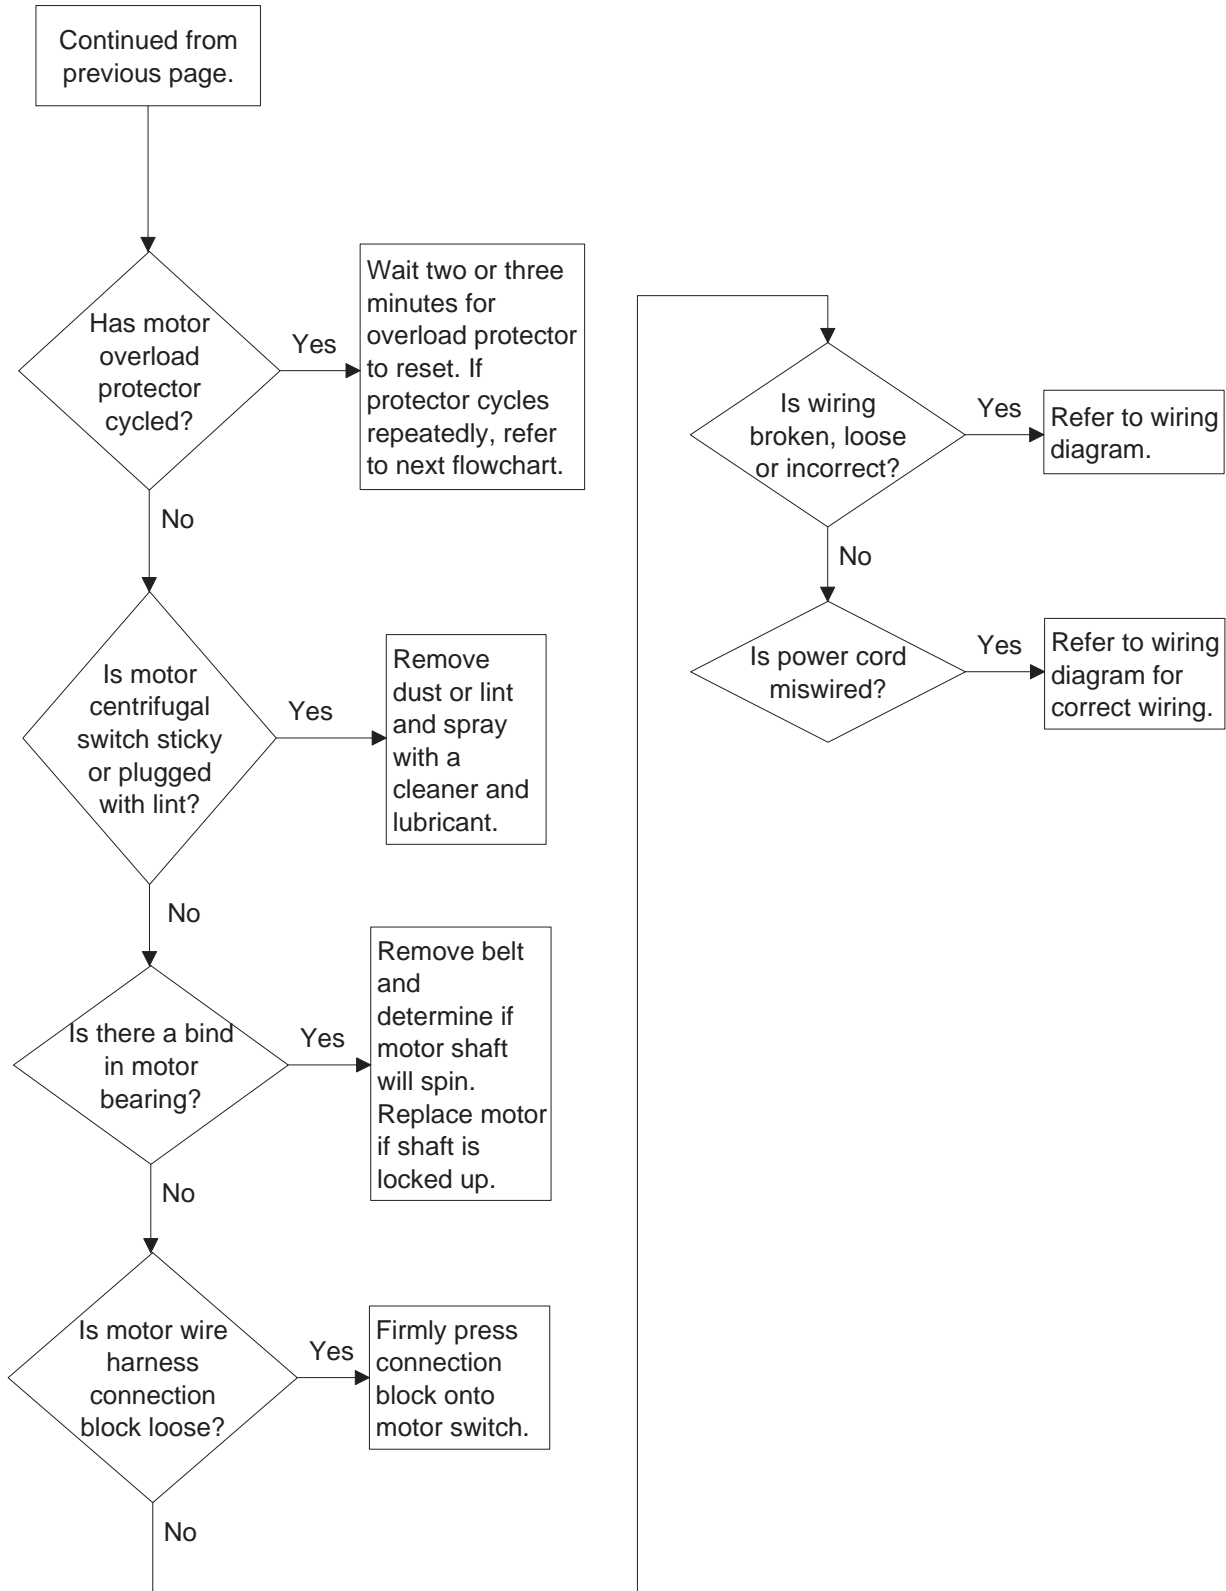 Continued from
previous page.
Has motor
overload
protector
cycled?
Yes
Wait two or three
minutes for
overload protector
to reset. If
protector cycles
repeatedly, refer
to next flowchart.
No
Is motor
centrifugal
switch sticky
or plugged
with lint?
Yes
Remove
dust or lint
and spray
with a
cleaner and
lubricant.
No
Is there a bind
in motor
bearing?
Yes
Remove belt
and
determine if
motor shaft
will spin.
Replace motor
if shaft is
locked up.
No
Is motor wire
harness
connection
block loose?
Yes
Firmly press
connection
block onto
motor switch.
No
Is wiring
broken, loose
or incorrect?
Yes
Refer to wiring
diagram.
No
Is power cord
miswired?
Yes
Refer to wiring
diagram for
correct wiring.